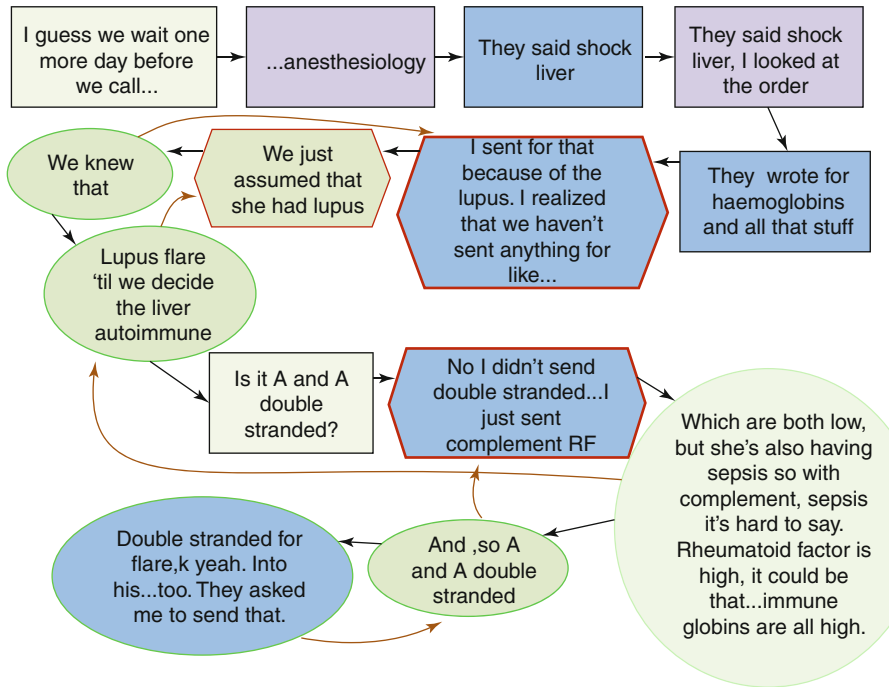 I guess we wait one
more day before
we call...
...anesthesiology
They said shock
liver
They said shock
liver, I looked at
the order
They wrote for
haemoglobins
and all that stuff
I sent for that
because of the
lupus. I realized
that we haven't
sent anything for
like...
We just
assumed that
she had lupus
We knew
that
Lupus flare
‘til we decide
the liver
autoimmune
Is it A and A
double
stranded?
No I didn't send
double stranded...I
just sent
complement RF
Which are both low,
but she's also having
sepsis so with
complement, sepsis
it's hard to say.
Rheumatoid factor is
high, it could be
that...immune
globins are all high.
And ,so A
and A double
stranded
Double stranded for
flare,k yeah. Into
his...too. They asked
me to send that.